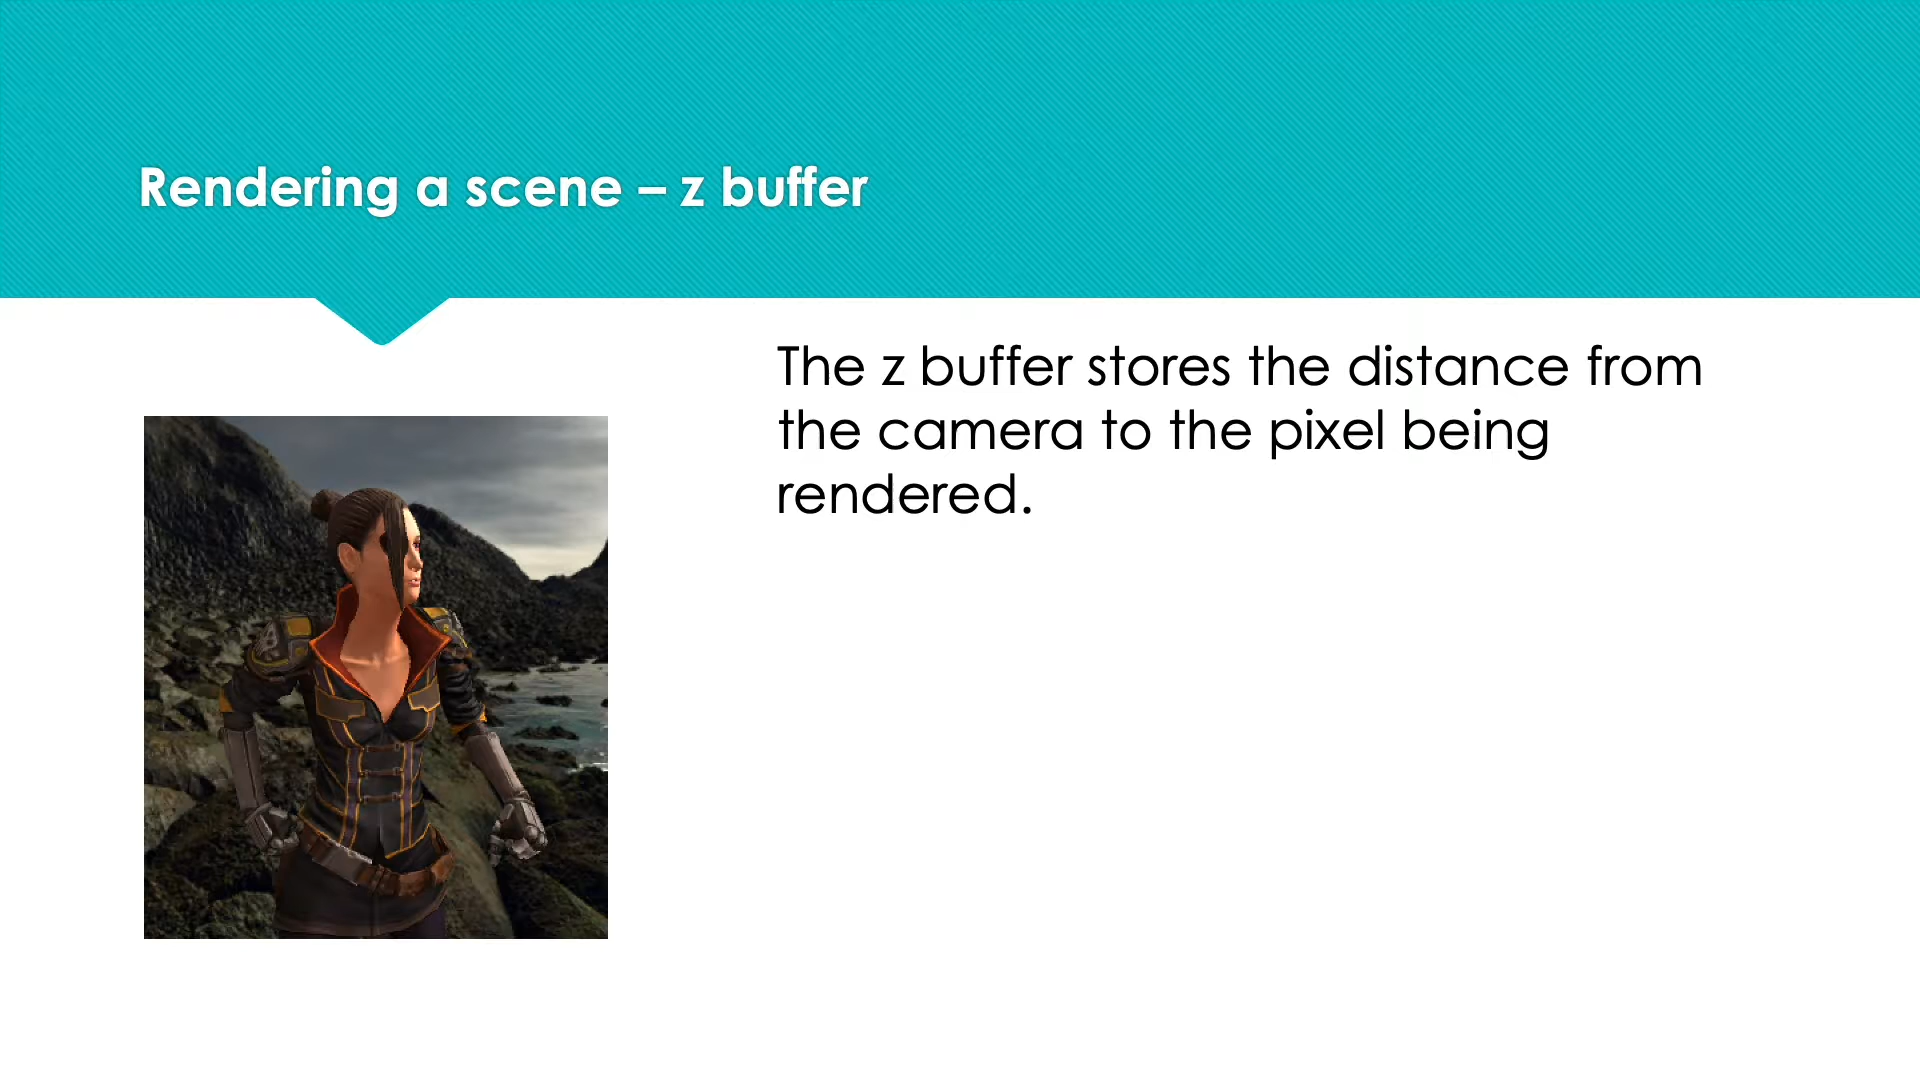 Rendering a scene – z buffer
The z buffer stores the distance from
the camera to the pixel being
rendered.